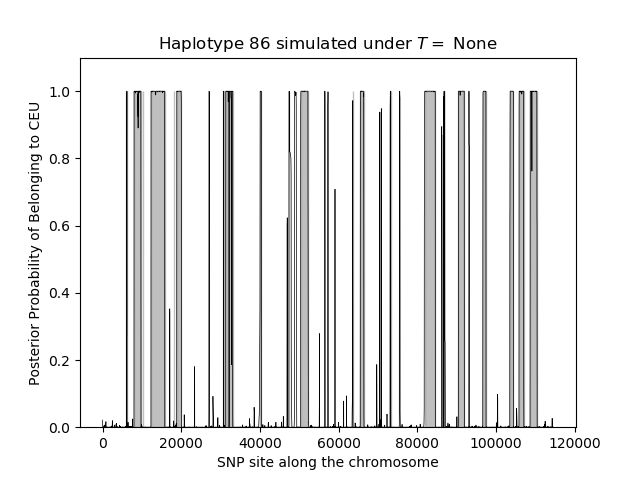 Haplotype 86 simulated under T = None
Posterior Probability of Belonging to CEU
1.0
0.8
0.6
0.4
0.2
0.0
0 20000 40000 60000 80000 100000 120000
SNP site along the chromosome